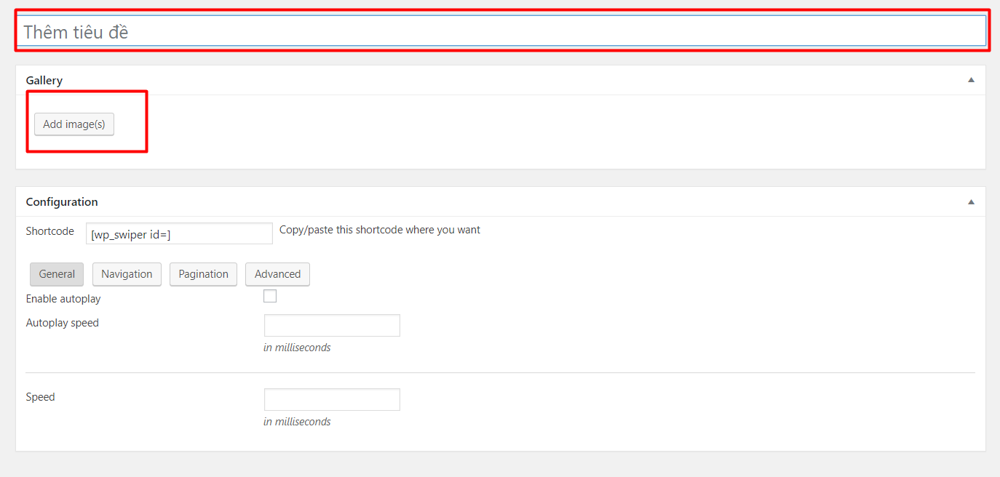 Thêm tiêu đề
Gallery
Add image(s)
Configuration
Shortcode [wp_swiper id=] Copy/paste this shortcode where you want
General Navigation Pagination Advanced
Enable autoplay
Autoplay speed
in milliseconds
Speed
in milliseconds